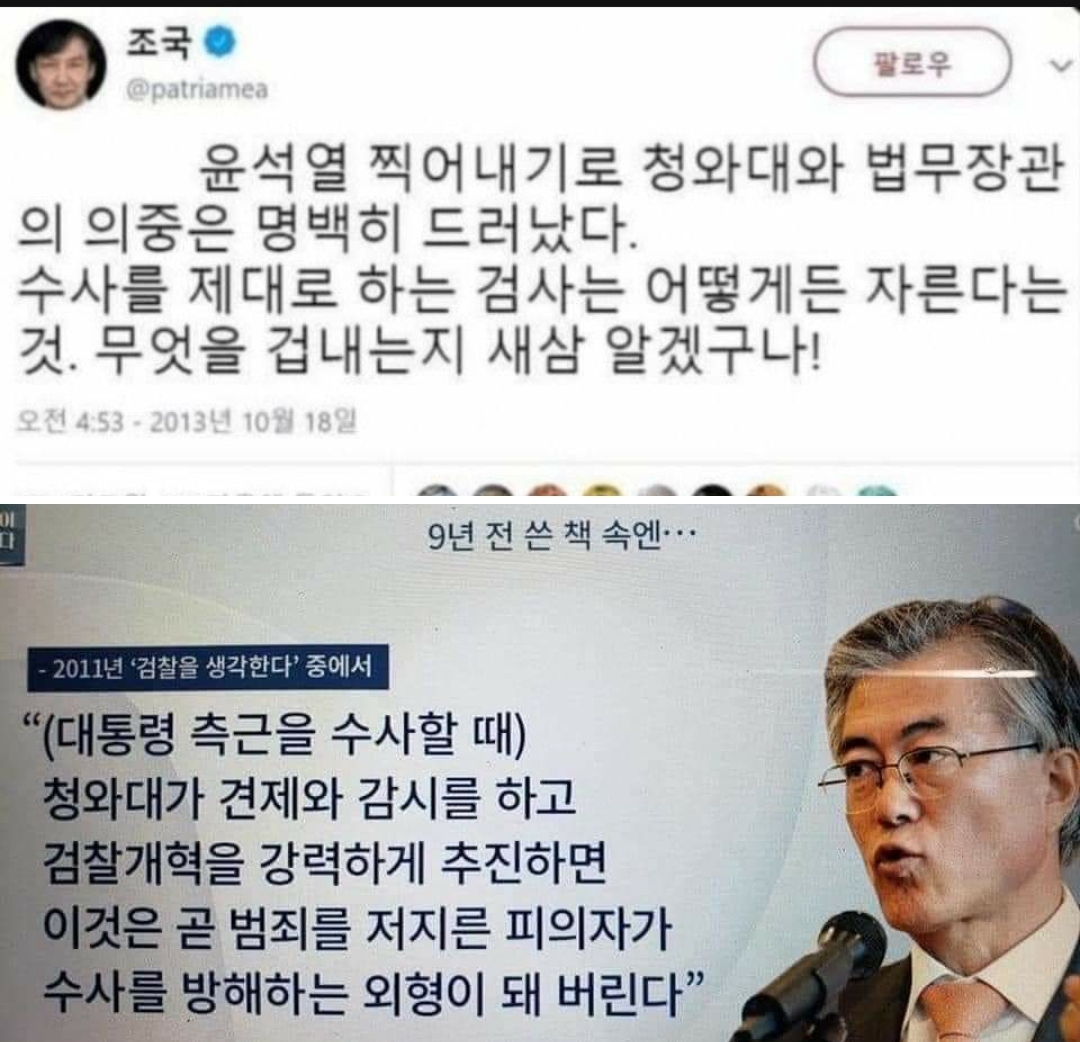 조국
@patriamea
팔로우
윤석열 찍어내기로 청와대와 법무장관
의 의중은 명백히 드러났다.
수사를 제대로 하는 검사는 어떻게든 자른다는
것. 무엇을 겁내는지 새삼 알겠구나!
오전 4:53 - 2013년 10월 18일
이
다
9년 전 쓴 책 속엔…
- 2011년 ‘검찰을 생각한다’ 중에서
“(대통령 측근을 수사할 때)
청와대가 견제와 감시를 하고
검찰개혁을 강력하게 추진하면
이것은 곧 범죄를 저지른 피의자가
수사를 방해하는 외형이 돼 버린다”